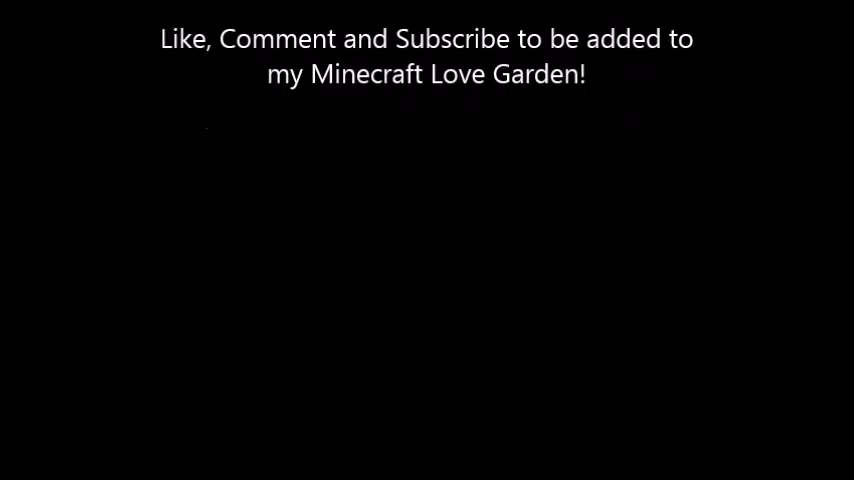 Like, Comment and Subscribe to be added to
my Minecraft Love Garden!